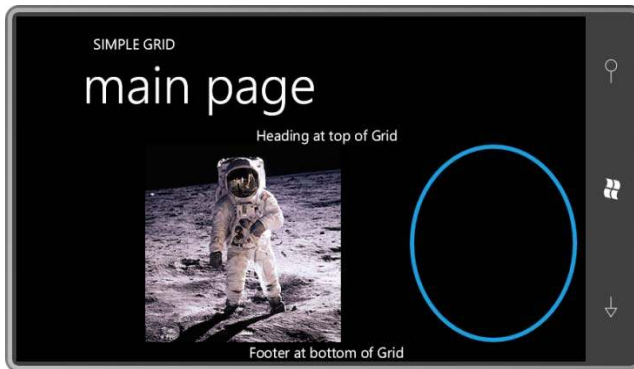 SIMPLE GRID
main page
Heading at top of Grid
Footer at bottom of Grid